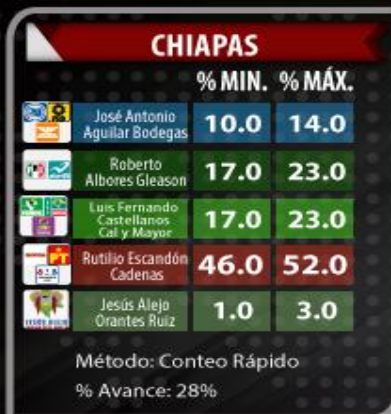 CHIAPAS
% MIN. % MÁX.
José Antonio
Aguilar Bodegas 10.0 14.0
Roberto
Albores Gleason 17.0 23.0
Luis Fernando
Castellanos
Cal y Mayor 17.0 23.0
Rutilio Escandón
Cadenas 46.0 52.0
Jesús Alejo
Orantes Ruiz 1.0 3.0
Método: Conteo Rápido
% Avance: 28%